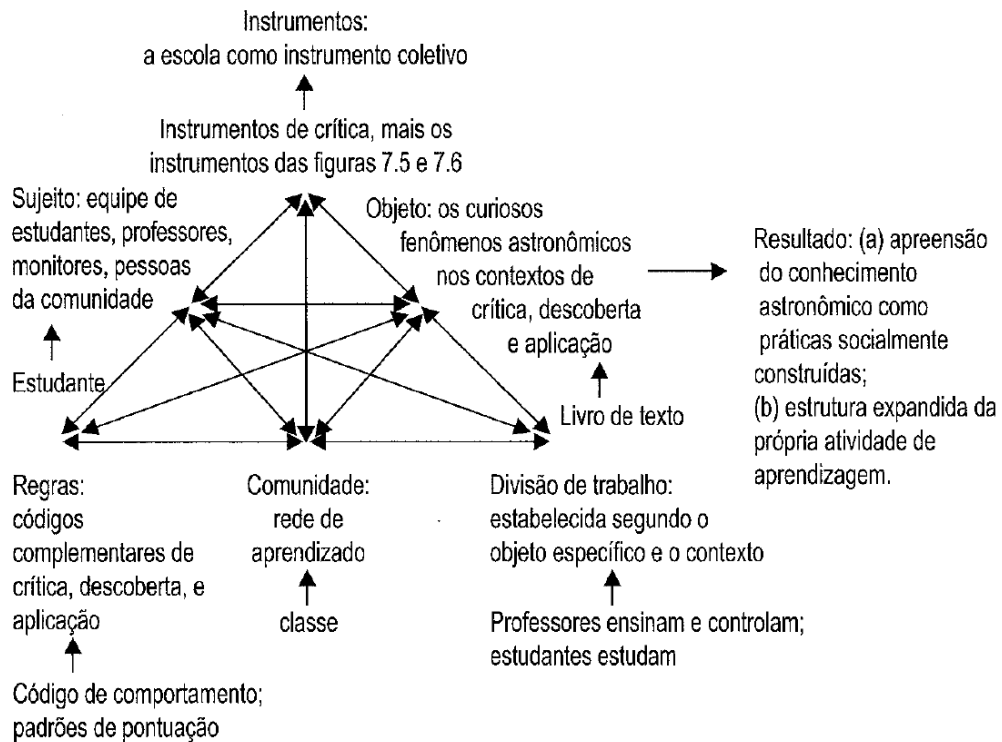 Instrumentos:
a escola como instrumento coletivo
Instrumentos de crítica, mais os
instrumentos das figuras 7.5 e 7.6
Sujeito: equipe de
estudantes, professores,
monitores, pessoas
da comunidade
Estudante
Objeto: os curiosos
fenômenos astronômicos
nos contextos de
crítica, descoberta
e aplicação
Livro de texto
Resultado: (a) apreensão
do conhecimento
astronômico como
práticas socialmente
construídas;
(b) estrutura expandida da
própria atividade de
aprendizagem.
Regras:
códigos
complementares de
crítica, descoberta, e
aplicação
Código de comportamento;
padrões de pontuação
Comunidade:
rede de
aprendizado
classe
Divisão de trabalho:
estabelecida segundo o
objeto específico e o contexto
Professores ensinam e controlam;
estudantes estudam